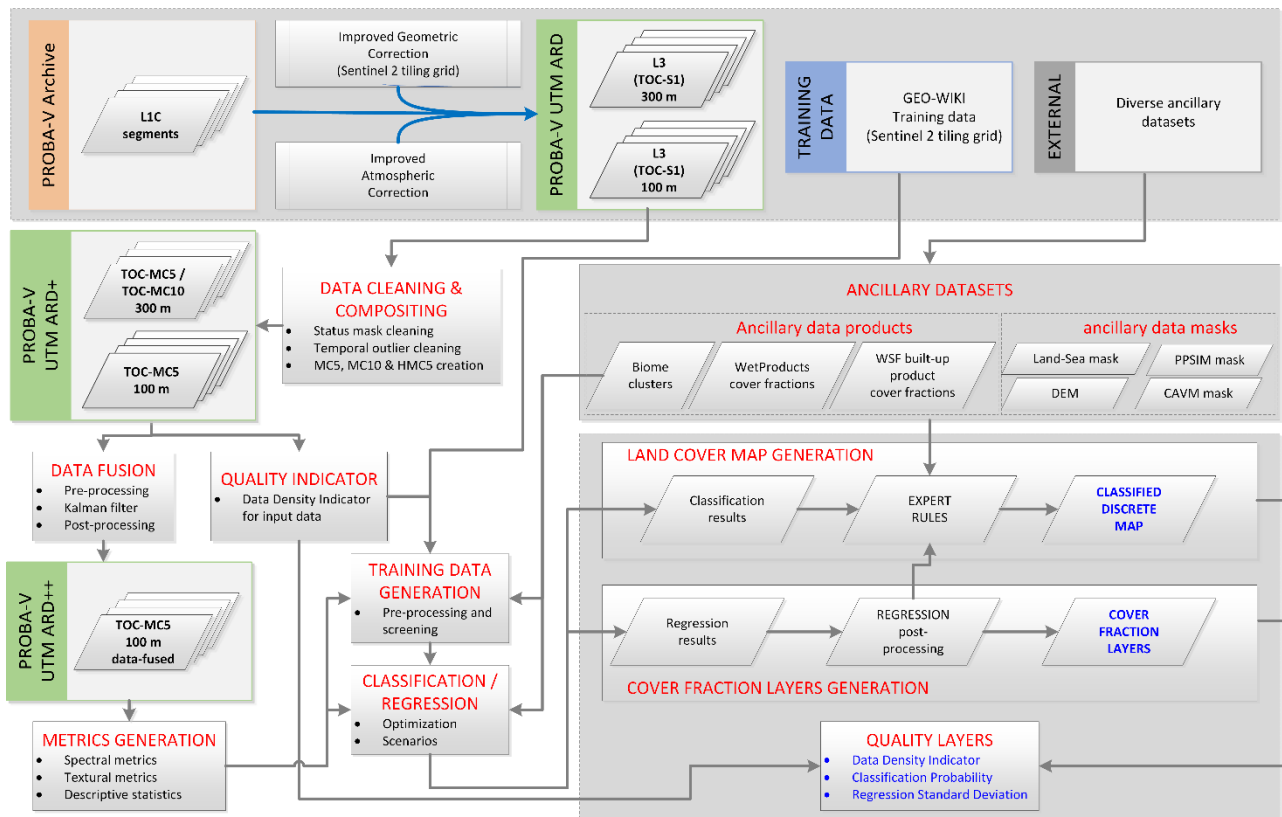 PROBA-V Archive
L1C
segments
Improved Geometric
Correction
(Sentinel 2 tiling grid)
Improved
Atmospheric
Correction
PROBA-V UTM ARD
L3
(TOC-S1)
300 m
L3
(TOC-S1)
100 m
TRAINING
DATA
GEO-WIKI
Training data
(Sentinel 2 tiling grid)
EXTERNAL
Diverse ancillary
datasets
PROBA-V
UTM ARD+
TOC-MC5 /
TOC-MC10
300 m
TOC-MC5
100 m
DATA CLEANING &
COMPOSITING
• Status mask cleaning
• Temporal outlier cleaning
• MC5, MC10 & HMC5 creation
ANCILLARY DATASETS
Ancillary data products
Biome
clusters
WetProducts
cover fractions
WSF built-up
product
cover fractions
ancillary data masks
Land-Sea mask
PPSIM mask
DEM
CAVM mask
DATA FUSION
• Pre-processing
• Kalman filter
• Post-processing
QUALITY INDICATOR
• Data Density Indicator
for input data
PROBA-V
UTM ARD++
TOC-MC5
100 m
data-fused
TRAINING DATA
GENERATION
• Pre-processing and
screening
CLASSIFICATION /
REGRESSION
• Optimization
• Scenarios
METRICS GENERATION
• Spectral metrics
• Textural metrics
• Descriptive statistics
LAND COVER MAP GENERATION
Classification
results
EXPERT
RULES
CLASSIFIED
DISCRETE
MAP
Regression
results
REGRESSION
post-
processing
COVER
FRACTION
LAYERS
COVER FRACTION LAYERS GENERATION
QUALITY LAYERS
• Data Density Indicator
• Classification Probability
• Regression Standard Deviation